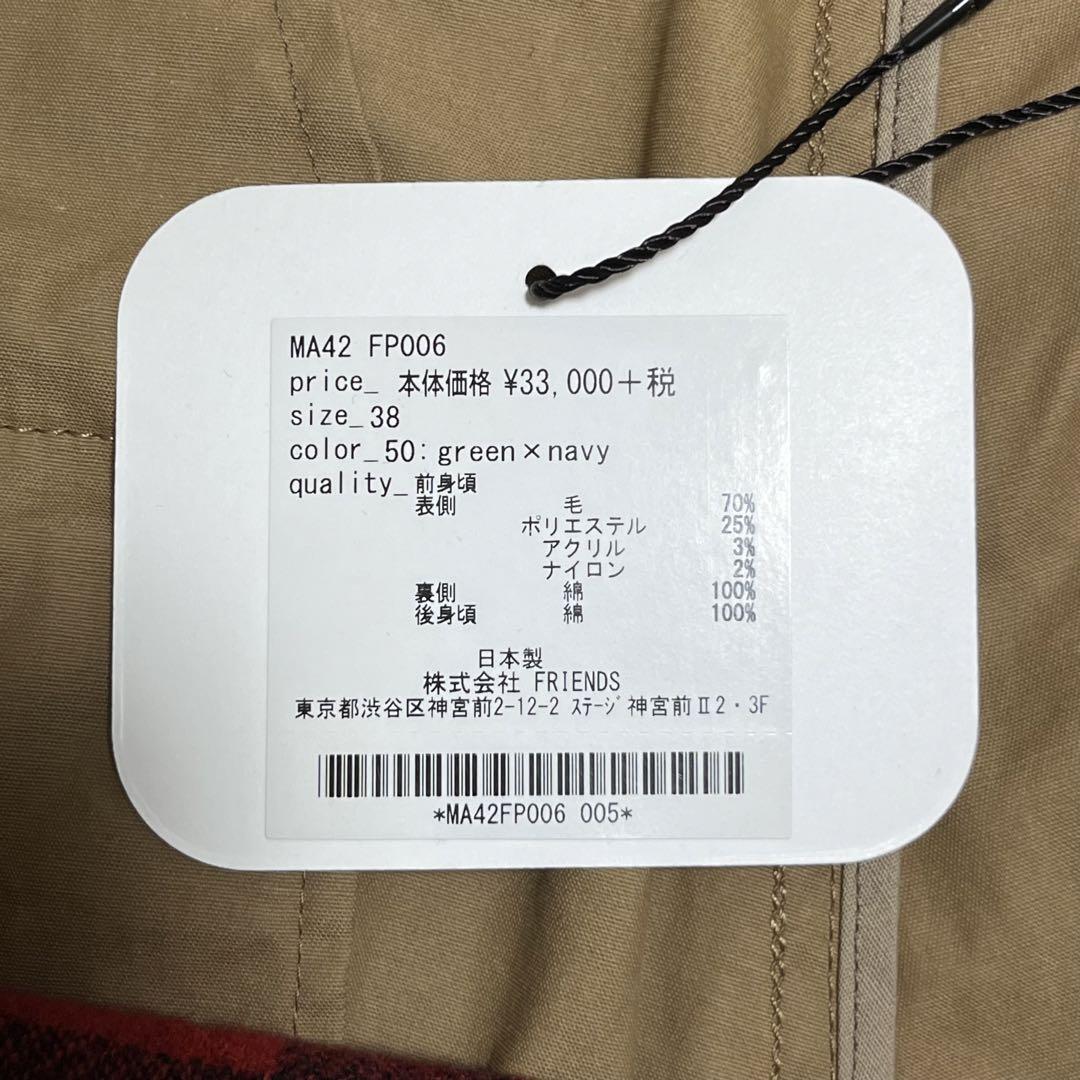 MA42 FP006
price_ 本体価格 ¥33,000+税
size_38
color_50: green×navy
quality_前身頃
表側 毛 70%
ポリエステル 25%
アクリル 3%
ナイロン 2%
裏側 綿 100%
後身頃 綿 100%
日本製
株式会社 FRIENDS
東京都渋谷区神宮前2-12-2 ｽﾃｰｼﾞ神宮前Ⅱ2・3F
*MA42FP006 005*